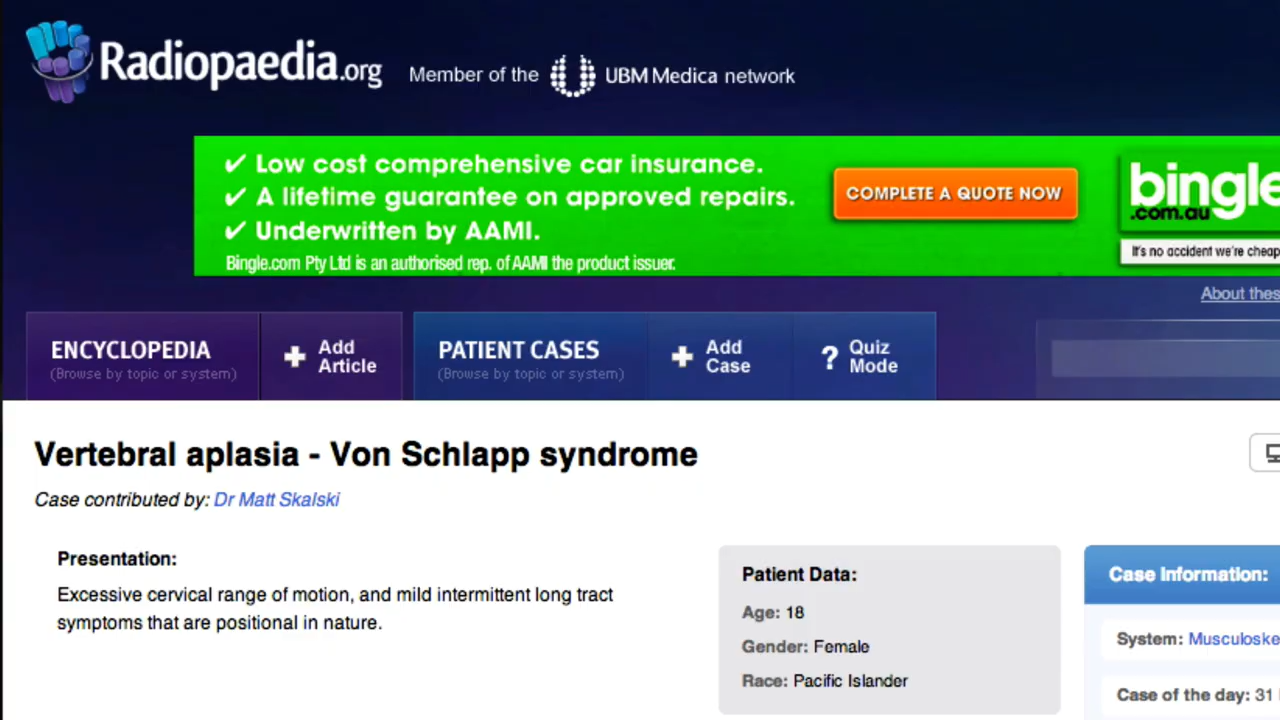 Radiopaedia.org Member of the UBM Medica network
✔ Low cost comprehensive car insurance.
✔ A lifetime guarantee on approved repairs.
✔ Underwritten by AAMI.
Bingle.com Pty Ltd is an authorised rep. of AAMI the product issuer.
COMPLETE A QUOTE NOW
bingle
.com.au
It's no accident we're cheap
About thes
ENCYCLOPEDIA
(Browse by topic or system)
Add
Article
PATIENT CASES
(Browse by topic or system)
Add
Case
? Quiz
Mode
Vertebral aplasia - Von Schlapp syndrome
Case contributed by: Dr Matt Skalski
Presentation:
Excessive cervical range of motion, and mild intermittent long tract
symptoms that are positional in nature.
Patient Data:
Age: 18
Gender: Female
Race: Pacific Islander
Case Information:
System: Musculoske
Case of the day: 31